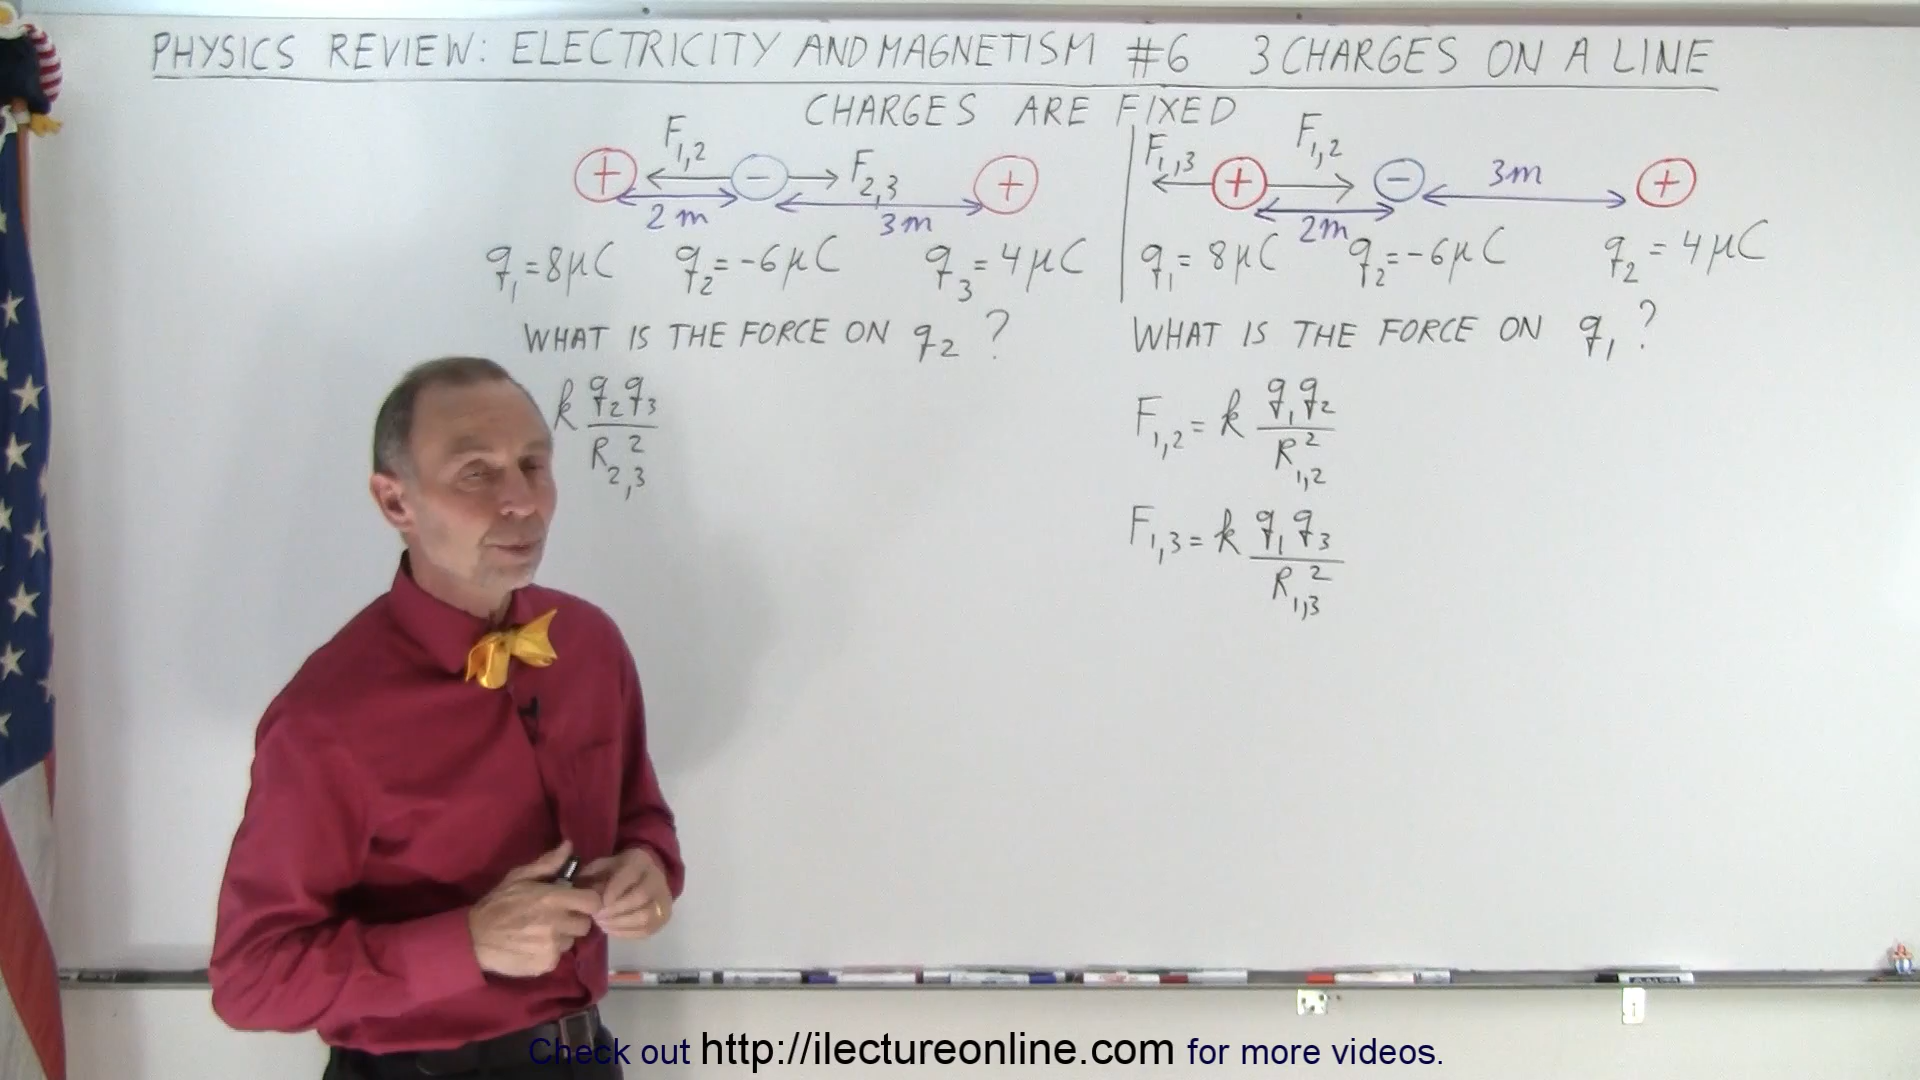 PHYSICS REVIEW: ELECTRICITY AND MAGNETISM #6 3 CHARGES ON A LINE
CHARGES ARE FIXED
F1,2
+ - F2,3 +
2 m 3m
q1 = 8μC q2 = -6μC q3 = 4μC
WHAT IS THE FORCE ON q2 ?
k q2q3
R2,3²
F1,3 F1,2
+ - 3m +
2m
q1 = 8μC q2 = -6μC q2 = 4μC
WHAT IS THE FORCE ON q1 ?
F1,2 = k q1q2
R1,2²
F1,3 = k q1q3
R1,3²
Check out http://ilectureonline.com for more videos.